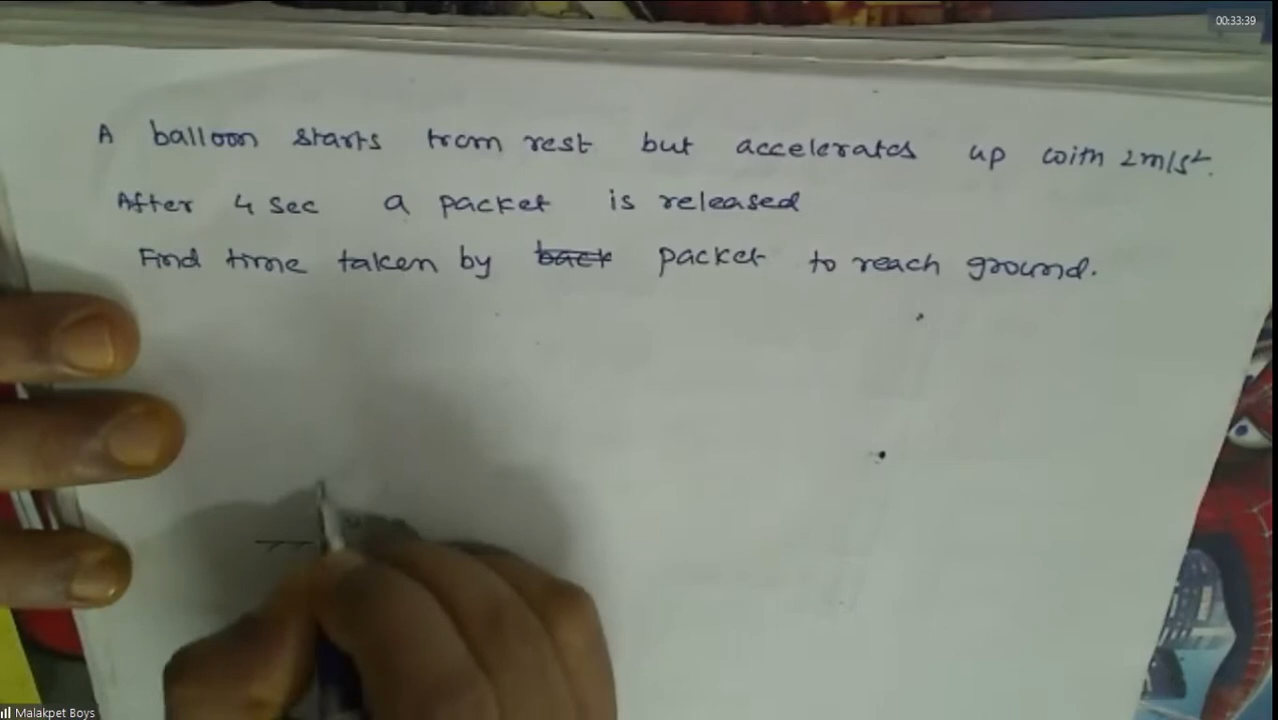 00:33:39
A balloon starts from rest but accelerates up with 2m/s².
After 4 sec a packet is released
Find time taken by back packet to reach ground.
Malakpet Boys